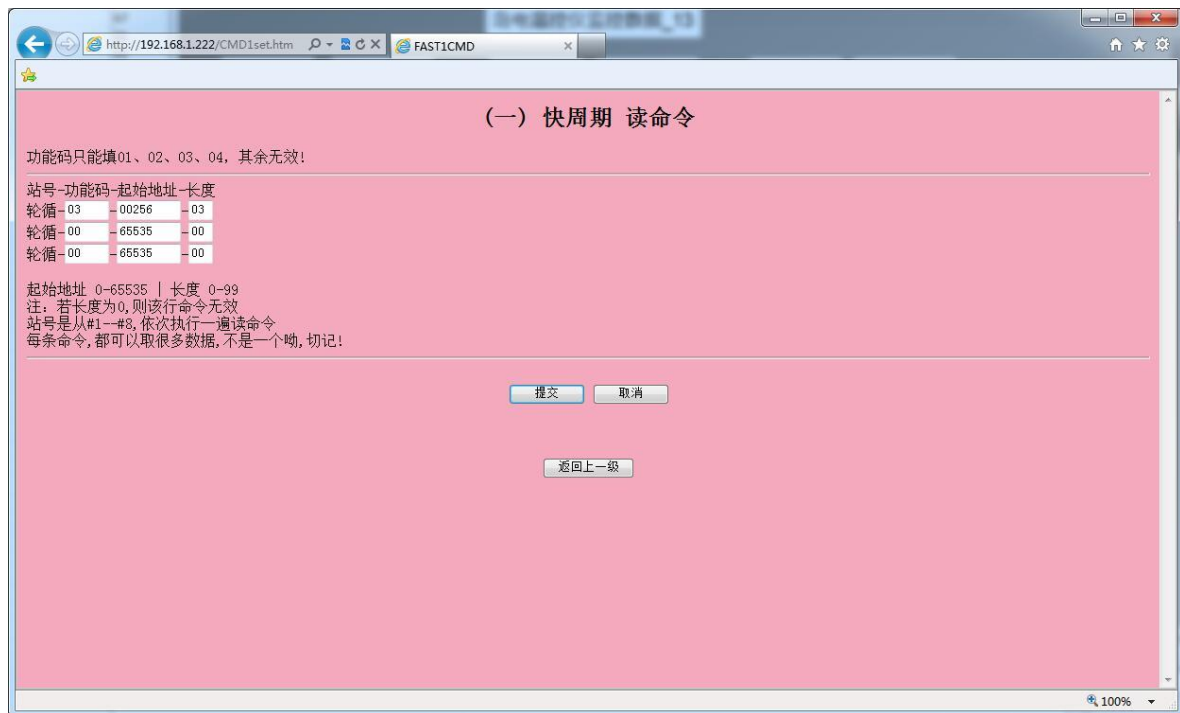 http://192.168.1.222/CMD1set.htm
FAST1CMD
(一) 快周期 读命令
功能码只能填01、02、03、04, 其余无效!
站号-功能码-起始地址-长度
轮循-03-00256-03
轮循-00-65535-00
轮循-00-65535-00
起始地址 0-65535 | 长度 0-99
注: 若长度为0,则该行命令无效
站号是从#1--#8,依次执行一遍读命令
每条命令,都可以取很多数据,不是一个呦,切记!
提交 取消
返回上一级
100%